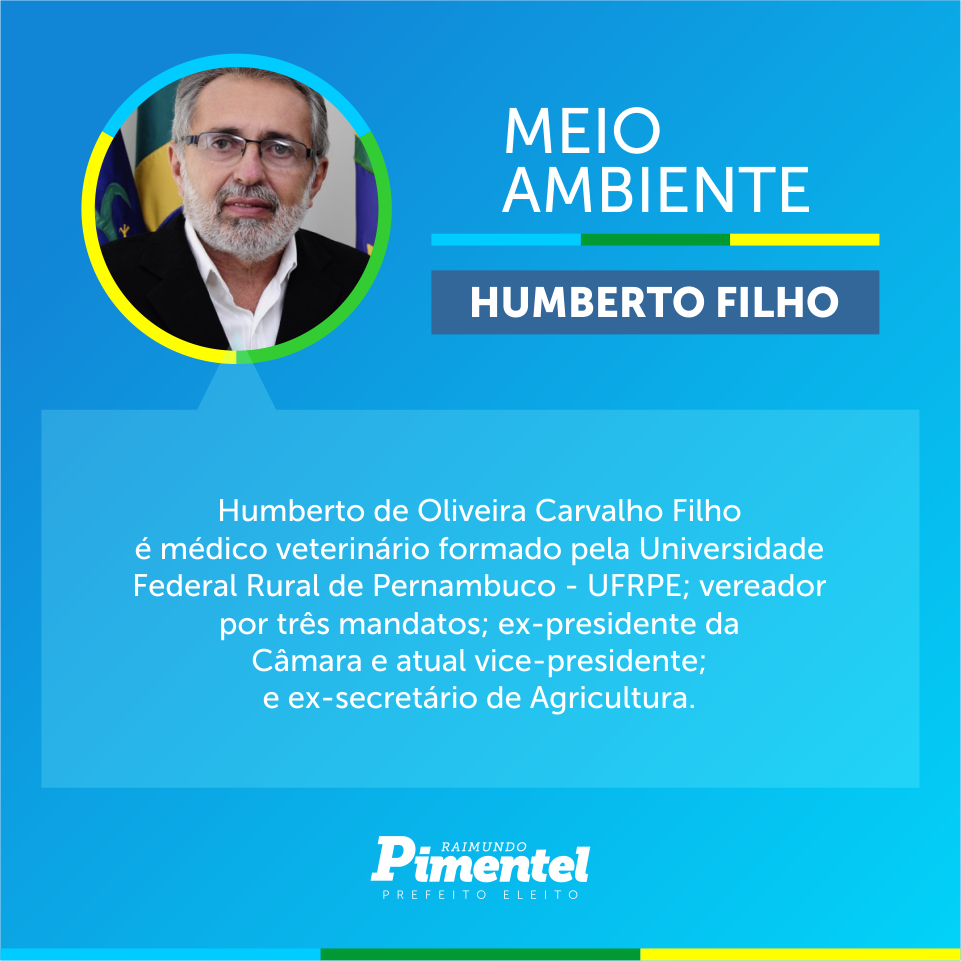 MEIO
AMBIENTE
HUMBERTO FILHO
Humberto de Oliveira Carvalho Filho
é médico veterinário formado pela Universidade
Federal Rural de Pernambuco - UFRPE; vereador
por três mandatos; ex-presidente da
Câmara e atual vice-presidente;
e ex-secretário de Agricultura.
RAIMUNDO
Pimentel
PREFEITO ELEITO